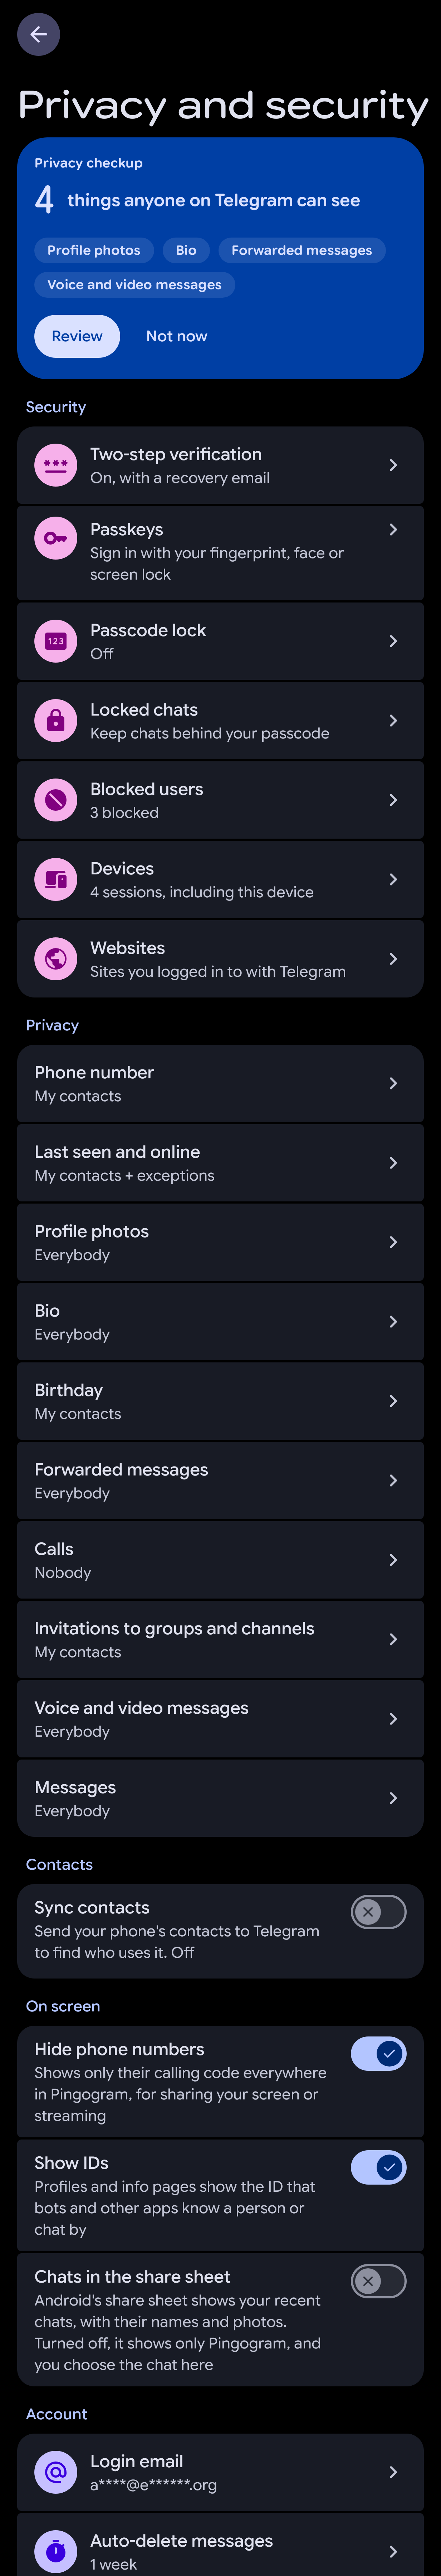 Privacy and security
Privacy checkup
4 things anyone on Telegram can see
Profile photos Bio Forwarded messages
Voice and video messages
Review Not now
Security
Two-step verification
On, with a recovery email
Passkeys
Sign in with your fingerprint, face or
screen lock
123
Passcode lock
Off
Locked chats
Keep chats behind your passcode
Blocked users
3 blocked
Devices
4 sessions, including this device
Websites
Sites you logged in to with Telegram
Privacy
Phone number
My contacts
Last seen and online
My contacts + exceptions
Profile photos
Everybody
Bio
Everybody
Birthday
My contacts
Forwarded messages
Everybody
Calls
Nobody
Invitations to groups and channels
My contacts
Voice and video messages
Everybody
Messages
Everybody
Contacts
Sync contacts
Send your phone's contacts to Telegram
to find who uses it. Off
On screen
Hide phone numbers
Shows only their calling code everywhere
in Pingogram, for sharing your screen or
streaming
Show IDs
Profiles and info pages show the ID that
bots and other apps know a person or
chat by
Chats in the share sheet
Android's share sheet shows your recent
chats, with their names and photos.
Turned off, it shows only Pingogram, and
you choose the chat here
Account
Login email
a****@e******.org
Auto-delete messages
1 week